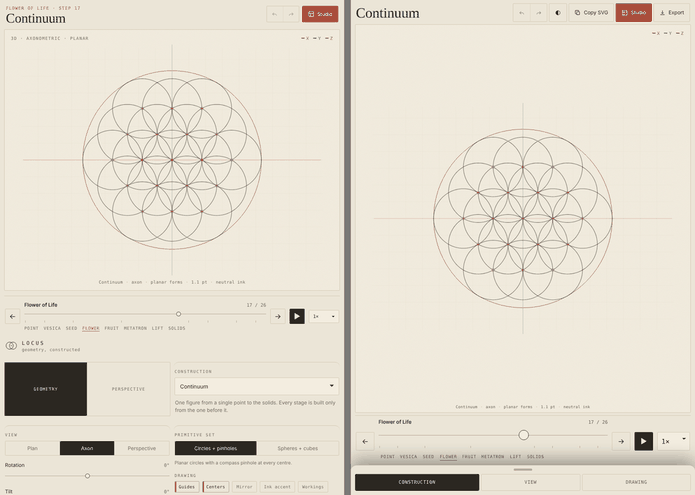 FLOWER OF LIFE · STEP 17
Continuum
Studio
3D · AXONOMETRIC · PLANAR
X Y Z
Continuum axon planar forms 1.1 pt neutral ink
Flower of Life
17 / 26
1×
POINT VESICA SEED FLOWER FRUIT METATRON LIFT SOLIDS
LOCUS
geometry, constructed
GEOMETRY
PERSPECTIVE
CONSTRUCTION
Continuum
One figure from a single point to the solids. Every stage is built only
from the one before it.
VIEW
Plan
Axon
Perspective
Rotation
0°
Tilt
0°
PRIMITIVE SET
Circles + pinholes
Spheres + cubes
Planar circles with a compass pinhole at every centre.
DRAWING
Guides
Centers
Mirror
Ink accent
Workings
Continuum
Copy SVG
Studio
Export
X Y Z
Continuum axon planar forms 1.1 pt neutral ink
Flower of Life
17 / 26
1×
POINT VESICA SEED FLOWER FRUIT METATRON LIFT SOLIDS
CONSTRUCTION
VIEW
DRAWING